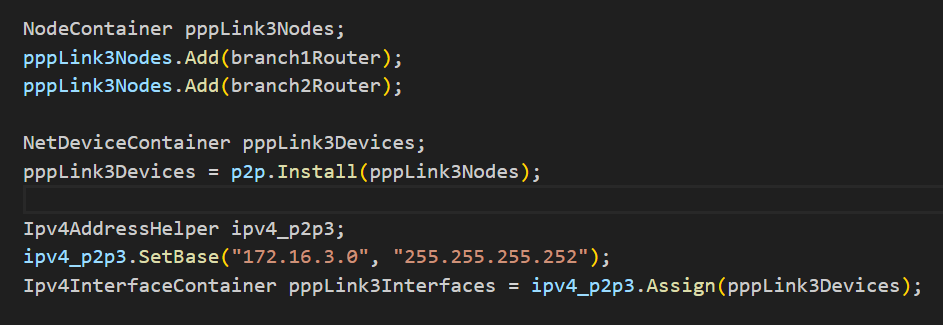 NodeContainer pppLink3Nodes;
pppLink3Nodes.Add(branch1Router);
pppLink3Nodes.Add(branch2Router);
NetDeviceContainer pppLink3Devices;
pppLink3Devices = p2p.Install(pppLink3Nodes);
Ipv4AddressHelper ipv4_p2p3;
ipv4_p2p3.SetBase("172.16.3.0", "255.255.255.252");
Ipv4InterfaceContainer pppLink3Interfaces = ipv4_p2p3.Assign(pppLink3Devices);